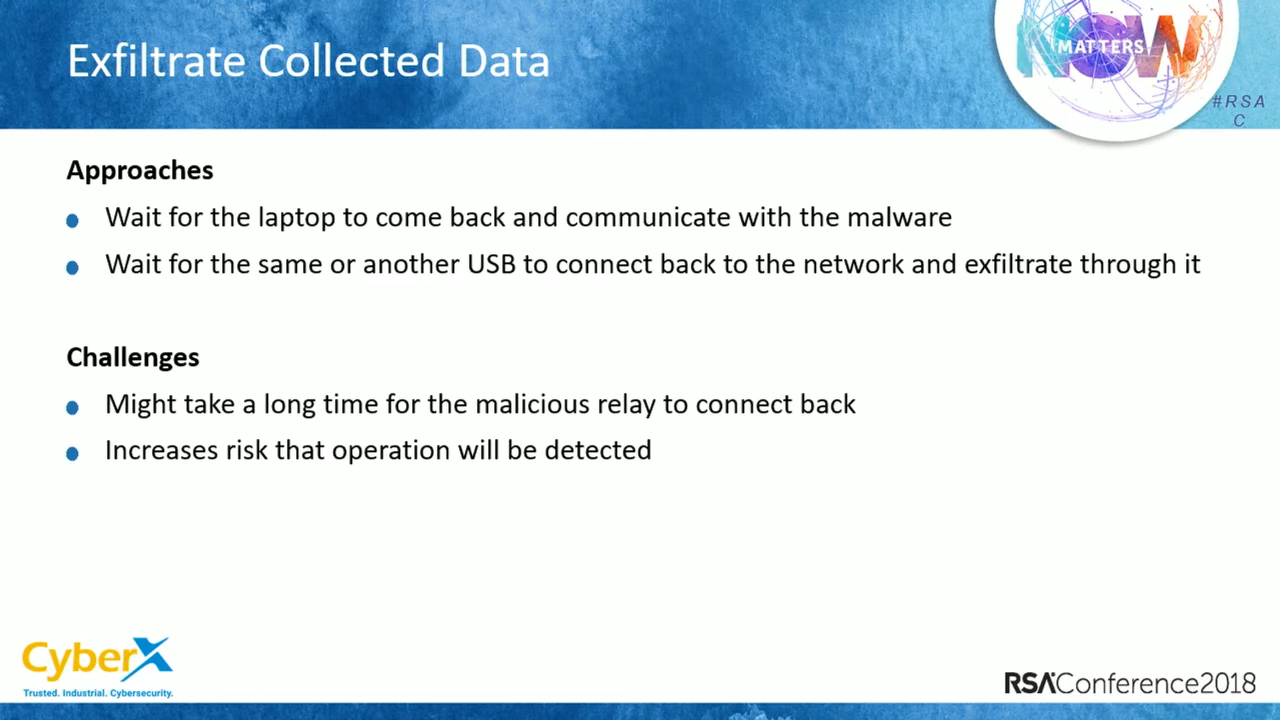 Exfiltrate Collected Data
NOW
MATTERS
#RSA
C
Approaches
Wait for the laptop to come back and communicate with the malware
Wait for the same or another USB to connect back to the network and exfiltrate through it
Challenges
Might take a long time for the malicious relay to connect back
Increases risk that operation will be detected
CyberX
Trusted. Industrial. Cybersecurity.
RSAConference2018